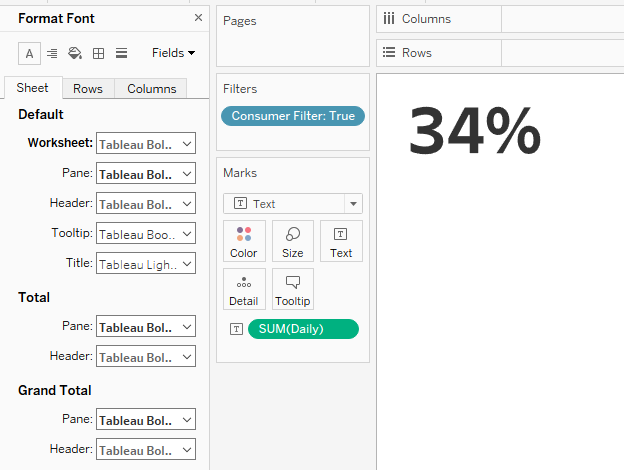 Format Font ×
A Fields
Sheet Rows Columns
Default
Worksheet: Tableau Bol..
Pane: Tableau Bol..
Header: Tableau Bol..
Tooltip: Tableau Boo..
Title: Tableau Ligh..
Total
Pane: Tableau Bol..
Header: Tableau Bol..
Grand Total
Pane: Tableau Bol..
Header: Tableau Bol..
Pages
Filters
Consumer Filter: True
Marks
T Text
Color Size T Text
Detail Tooltip
T SUM(Daily)
Columns
Rows
34%